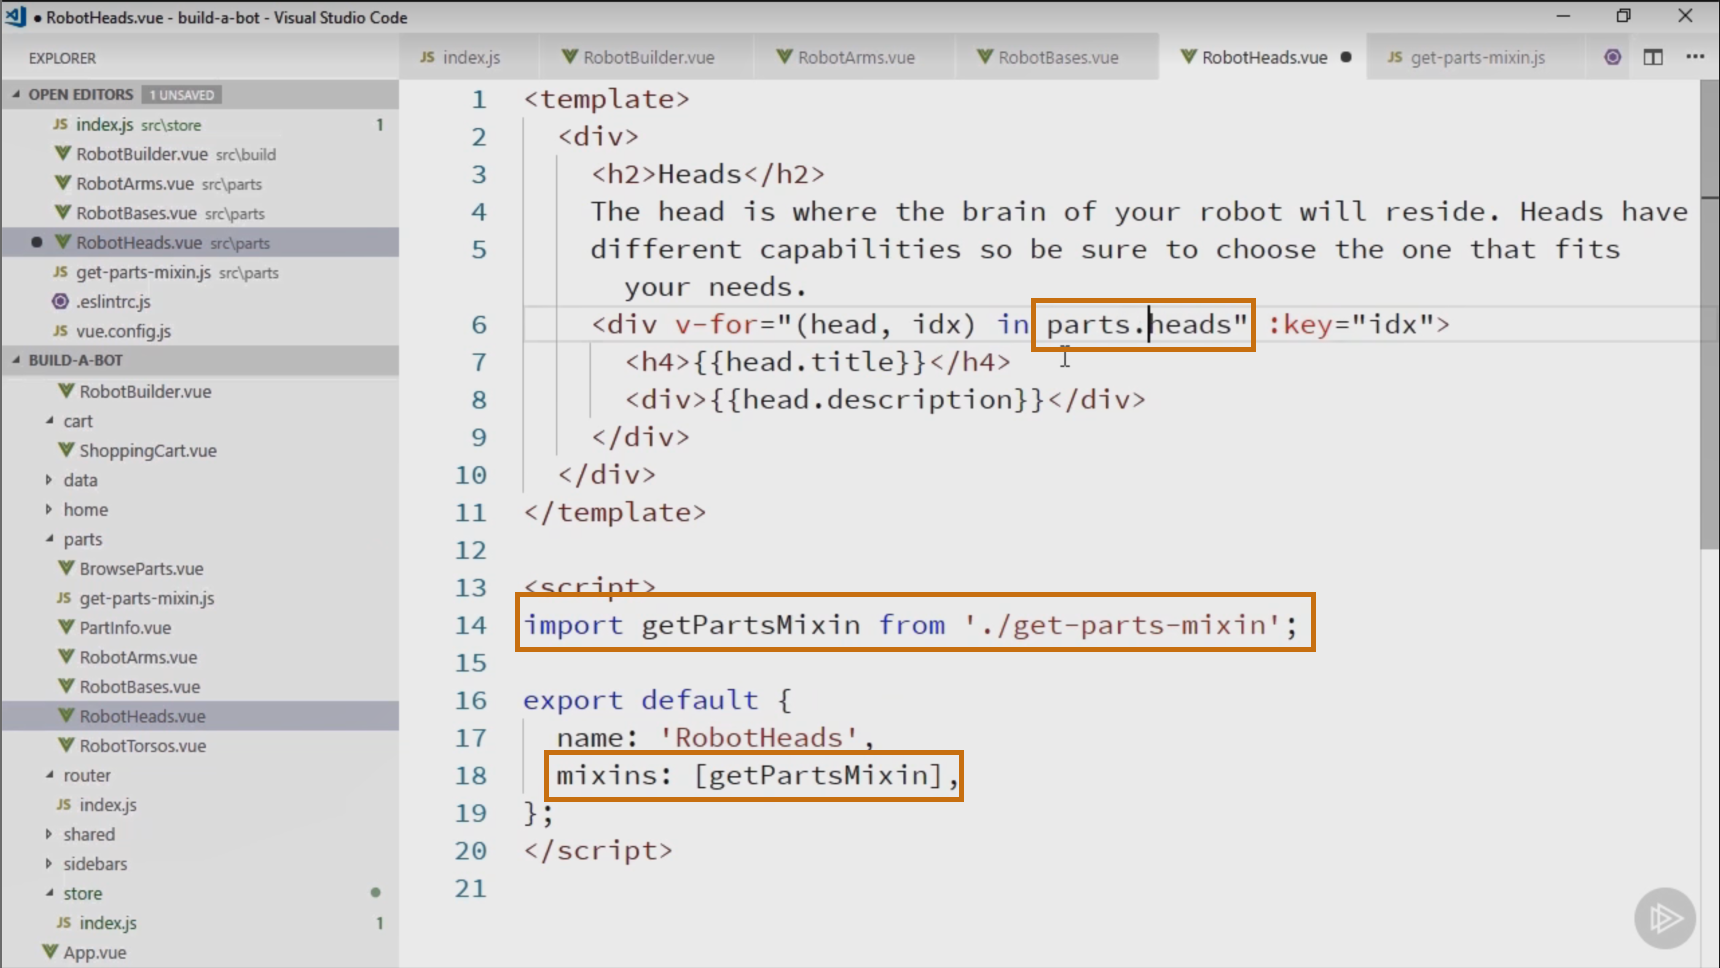 RobotHeads.vue - build-a-bot - Visual Studio Code
EXPLORER
JS index.js
RobotBuilder.vue
RobotArms.vue
RobotBases.vue
RobotHeads.vue
JS get-parts-mixin.js
OPEN EDITORS 1 UNSAVED
JS index.js src\store 1
RobotBuilder.vue src\build
RobotArms.vue src\parts
RobotBases.vue src\parts
RobotHeads.vue src\parts
JS get-parts-mixin.js src\parts
.eslintrc.js
JS vue.config.js
BUILD-A-BOT
RobotBuilder.vue
cart
ShoppingCart.vue
data
home
parts
BrowseParts.vue
JS get-parts-mixin.js
PartInfo.vue
RobotArms.vue
RobotBases.vue
RobotHeads.vue
RobotTorsos.vue
router
JS index.js
shared
sidebars
store
JS index.js 1
App.vue
1 <template>
2 <div>
3 <h2>Heads</h2>
4 The head is where the brain of your robot will reside. Heads have
5 different capabilities so be sure to choose the one that fits
your needs.
6 <div v-for="(head, idx) in parts.heads" :key="idx">
7 <h4>{{head.title}}</h4>
8 <div>{{head.description}}</div>
9 </div>
10 </div>
11 </template>
12
13 <script>
14 import getPartsMixin from './get-parts-mixin';
15
16 export default {
17 name: 'RobotHeads',
18 mixins: [getPartsMixin],
19 };
20 </script>
21